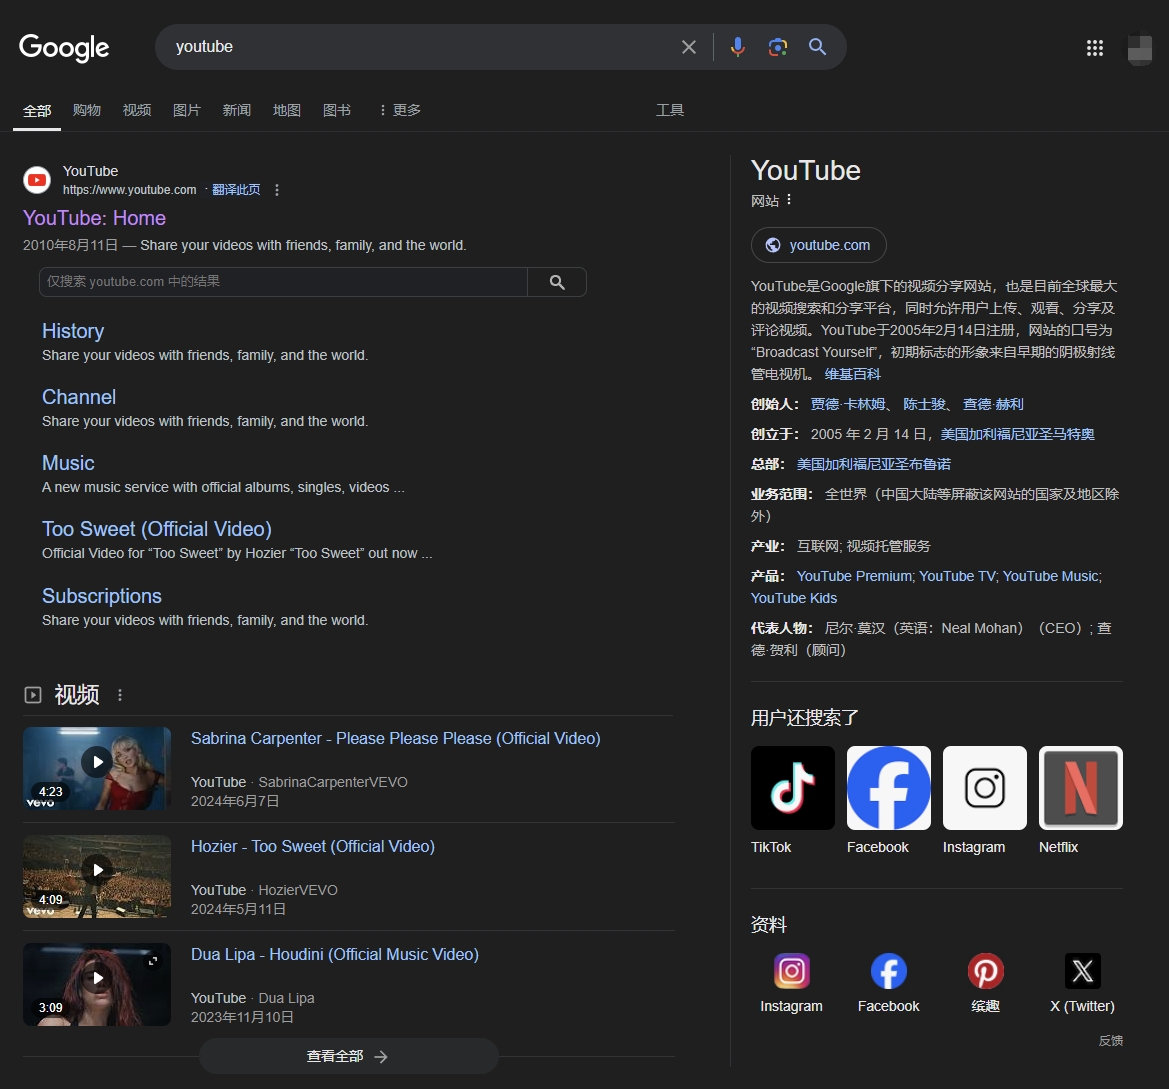 Google
youtube
全部 购物 视频 图片 新闻 地图 图书 更多 工具
YouTube
https://www.youtube.com · 翻译此页
YouTube: Home
2010年8月11日 — Share your videos with friends, family, and the world.
仅搜索 youtube.com 中的结果
History
Share your videos with friends, family, and the world.
Channel
Share your videos with friends, family, and the world.
Music
A new music service with official albums, singles, videos ...
Too Sweet (Official Video)
Official Video for “Too Sweet” by Hozier “Too Sweet” out now ...
Subscriptions
Share your videos with friends, family, and the world.
视频
Sabrina Carpenter - Please Please Please (Official Video)
4:23
vevo
YouTube · SabrinaCarpenterVEVO
2024年6月7日
Hozier - Too Sweet (Official Video)
4:09
vevo
YouTube · HozierVEVO
2024年5月11日
Dua Lipa - Houdini (Official Music Video)
3:09
YouTube · Dua Lipa
2023年11月10日
查看全部
YouTube
网站
youtube.com
YouTube是Google旗下的视频分享网站，也是目前全球最大
的视频搜索和分享平台，同时允许用户上传、观看、分享及
评论视频。YouTube于2005年2月14日注册，网站的口号为
“Broadcast Yourself”，初期标志的形象来自早期的阴极射线
管电视机。 维基百科
创始人： 贾德·卡林姆、 陈士骏、 查德·赫利
创立于： 2005 年 2 月 14 日，美国加利福尼亚圣马特奥
总部： 美国加利福尼亚圣布鲁诺
业务范围： 全世界（中国大陆等屏蔽该网站的国家及地区除
外）
产业： 互联网; 视频托管服务
产品： YouTube Premium; YouTube TV; YouTube Music;
YouTube Kids
代表人物： 尼尔·莫汉（英语：Neal Mohan）（CEO）; 查
德·贺利（顾问）
用户还搜索了
TikTok Facebook Instagram Netflix
资料
Instagram Facebook 缤趣 X (Twitter)
反馈